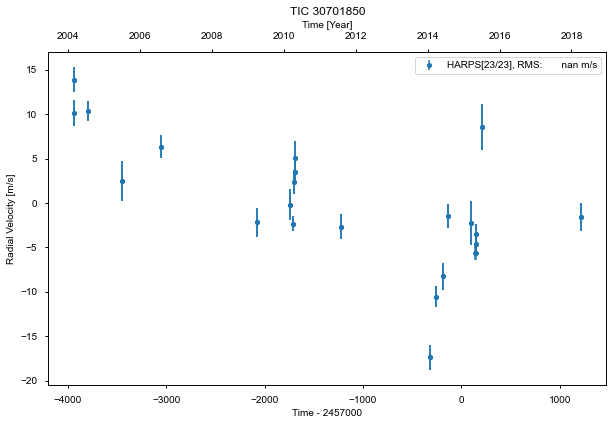 TIC 30701850
Time [Year]
2004 2006 2008 2010 2012 2014 2016 2018
HARPS[23/23], RMS: nan m/s
15
10
5
0
−5
−10
−15
−20
Radial Velocity [m/s]
−4000 −3000 −2000 −1000 0 1000
Time - 2457000